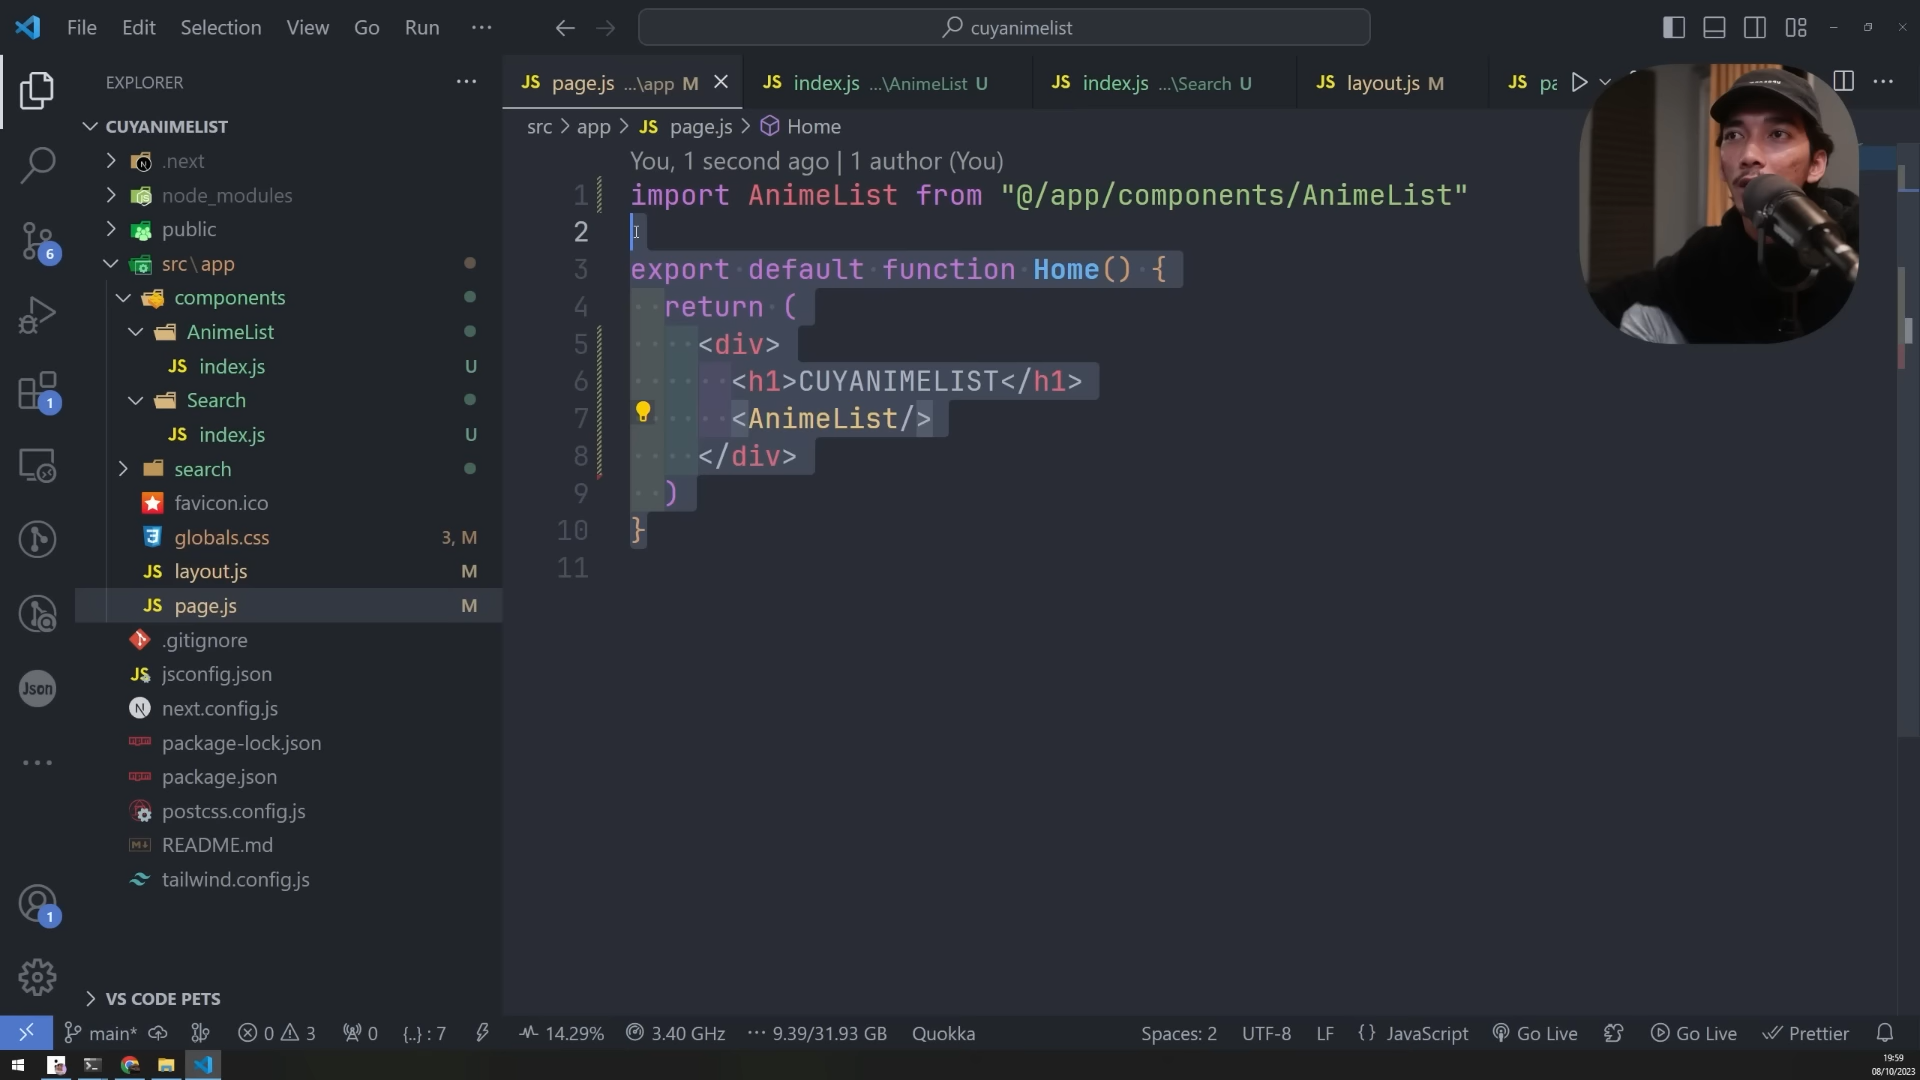 File Edit Selection View Go Run ···
cuyanimelist
EXPLORER
CUYANIMELIST
.next
node_modules
public
src\app
components
AnimeList
JS index.js U
Search
JS index.js U
search
favicon.ico
globals.css 3, M
JS layout.js M
JS page.js M
.gitignore
JS jsconfig.json
N next.config.js
package-lock.json
package.json
postcss.config.js
README.md
tailwind.config.js
VS CODE PETS
6
1
Json
1
JS page.js ...\app M
JS index.js ...\AnimeList U
JS index.js ...\Search U
JS layout.js M
JS pa
src > app > JS page.js > Home
You, 1 second ago | 1 author (You)
1 import AnimeList from "@/app/components/AnimeList"
2
3 export default function Home() {
4 return (
5 <div>
6 <h1>CUYANIMELIST</h1>
7 <AnimeList/>
8 </div>
9 )
10 }
11
main* 0 3 0 {..} : 7 14.29% 3.40 GHz ··· 9.39/31.93 GB Quokka Spaces: 2 UTF-8 LF {} JavaScript Go Live Go Live Prettier
19:59
08/10/2023